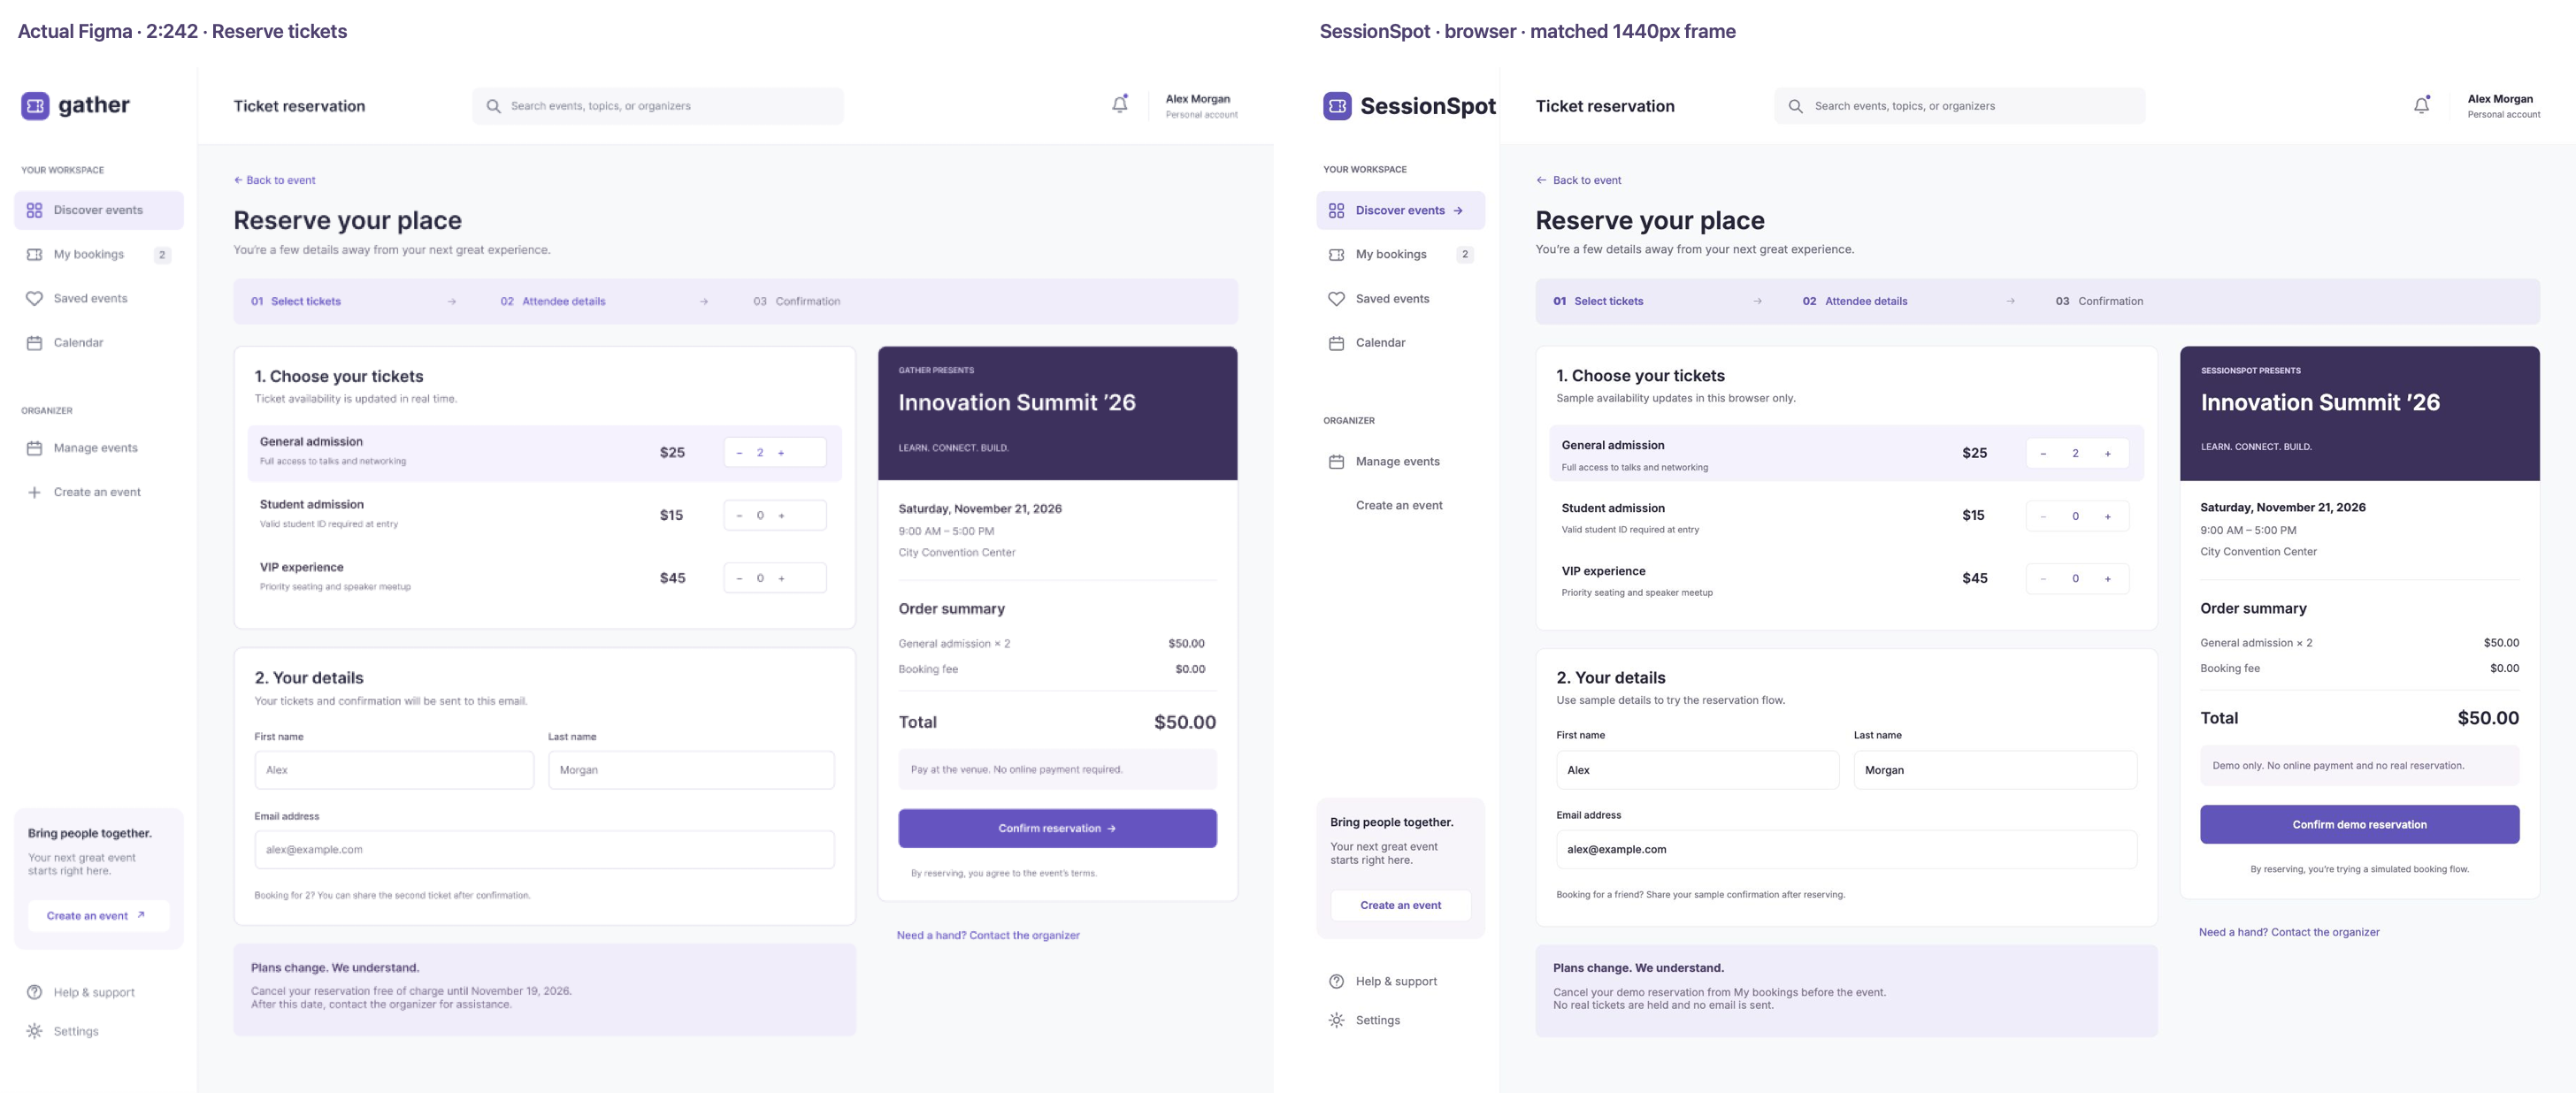 Actual Figma · 2:242 · Reserve tickets
gather
Ticket reservation
Search events, topics, or organizers
Alex Morgan
Personal account
YOUR WORKSPACE
Discover events
My bookings 2
Saved events
Calendar
ORGANIZER
Manage events
Create an event
Bring people together.
Your next great event
starts right here.
Create an event ↗
Help & support
Settings
← Back to event
Reserve your place
You're a few details away from your next great experience.
01 Select tickets → 02 Attendee details → 03 Confirmation
1. Choose your tickets
Ticket availability is updated in real time.
General admission
Full access to talks and networking
$25 − 2 +
Student admission
Valid student ID required at entry
$15 − 0 +
VIP experience
Priority seating and speaker meetup
$45 − 0 +
2. Your details
Your tickets and confirmation will be sent to this email.
First name
Alex
Last name
Morgan
Email address
alex@example.com
Booking for 2? You can share the second ticket after confirmation.
Plans change. We understand.
Cancel your reservation free of charge until November 19, 2026.
After this date, contact the organizer for assistance.
GATHER PRESENTS
Innovation Summit ’26
LEARN. CONNECT. BUILD.
Saturday, November 21, 2026
9:00 AM – 5:00 PM
City Convention Center
Order summary
General admission × 2 $50.00
Booking fee $0.00
Total $50.00
Pay at the venue. No online payment required.
Confirm reservation →
By reserving, you agree to the event's terms.
Need a hand? Contact the organizer
SessionSpot · browser · matched 1440px frame
SessionSpot
Ticket reservation
Search events, topics, or organizers
Alex Morgan
Personal account
YOUR WORKSPACE
Discover events →
My bookings 2
Saved events
Calendar
ORGANIZER
Manage events
Create an event
Bring people together.
Your next great event
starts right here.
Create an event
Help & support
Settings
← Back to event
Reserve your place
You’re a few details away from your next great experience.
01 Select tickets → 02 Attendee details → 03 Confirmation
1. Choose your tickets
Sample availability updates in this browser only.
General admission
Full access to talks and networking
$25 − 2 +
Student admission
Valid student ID required at entry
$15 − 0 +
VIP experience
Priority seating and speaker meetup
$45 − 0 +
2. Your details
Use sample details to try the reservation flow.
First name
Alex
Last name
Morgan
Email address
alex@example.com
Booking for a friend? Share your sample confirmation after reserving.
Plans change. We understand.
Cancel your demo reservation from My bookings before the event.
No real tickets are held and no email is sent.
SESSIONSPOT PRESENTS
Innovation Summit ’26
LEARN. CONNECT. BUILD.
Saturday, November 21, 2026
9:00 AM – 5:00 PM
City Convention Center
Order summary
General admission × 2 $50.00
Booking fee $0.00
Total $50.00
Demo only. No online payment and no real reservation.
Confirm demo reservation
By reserving, you’re trying a simulated booking flow.
Need a hand? Contact the organizer